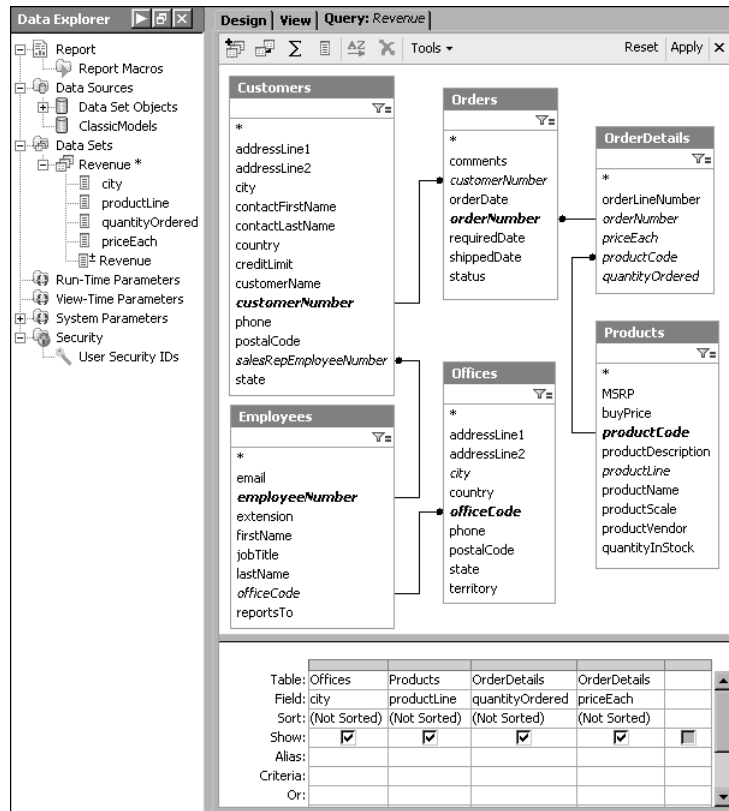 Data Explorer
Report
Report Macros
Data Sources
Data Set Objects
ClassicModels
Data Sets
Revenue *
city
productLine
quantityOrdered
priceEach
Revenue
Run-Time Parameters
View-Time Parameters
System Parameters
Security
User Security IDs
Design View Query: Revenue
Tools Reset Apply
Customers
*
addressLine1
addressLine2
city
contactFirstName
contactLastName
country
creditLimit
customerName
customerNumber
phone
postalCode
salesRepEmployeeNumber
state
Orders
*
comments
customerNumber
orderDate
orderNumber
requiredDate
shippedDate
status
OrderDetails
*
orderLineNumber
orderNumber
priceEach
productCode
quantityOrdered
Employees
*
email
employeeNumber
extension
firstName
jobTitle
lastName
officeCode
reportsTo
Offices
*
addressLine1
addressLine2
city
country
officeCode
phone
postalCode
state
territory
Products
*
MSRP
buyPrice
productCode
productDescription
productLine
productName
productScale
productVendor
quantityInStock
Table: Offices Products OrderDetails OrderDetails
Field: city productLine quantityOrdered priceEach
Sort: (Not Sorted) (Not Sorted) (Not Sorted) (Not Sorted)
Show:
Alias:
Criteria:
Or: